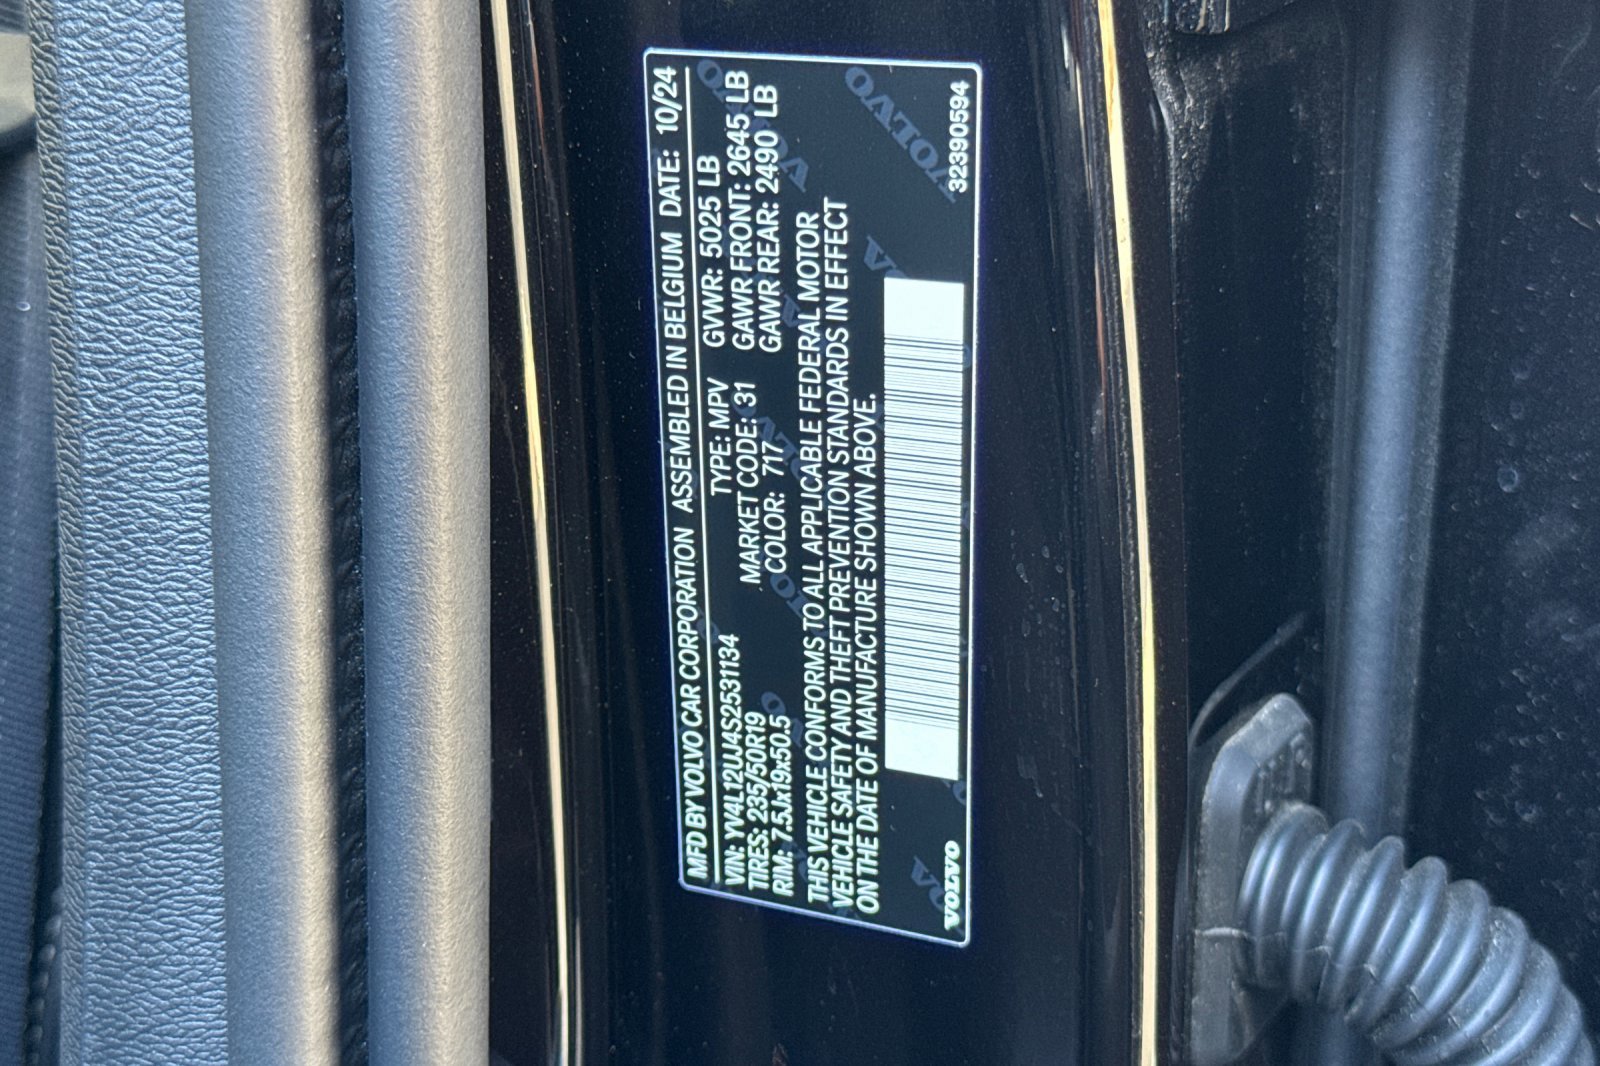 MFD BY VOLVO CAR CORPORATION ASSEMBLED IN BELGIUM DATE: 10/24
VIN: YV4L12UJ4S2531134 TYPE: MPV GVWR: 5025 LB
TIRES: 235/50R19 MARKET CODE: 31 GAWR FRONT: 2645 LB
RIM: 7.5Jx19x50.5 COLOR: 717 GAWR REAR: 2490 LB
THIS VEHICLE CONFORMS TO ALL APPLICABLE FEDERAL MOTOR
VEHICLE SAFETY AND THEFT PREVENTION STANDARDS IN EFFECT
ON THE DATE OF MANUFACTURE SHOWN ABOVE.
VOLVO 32390594